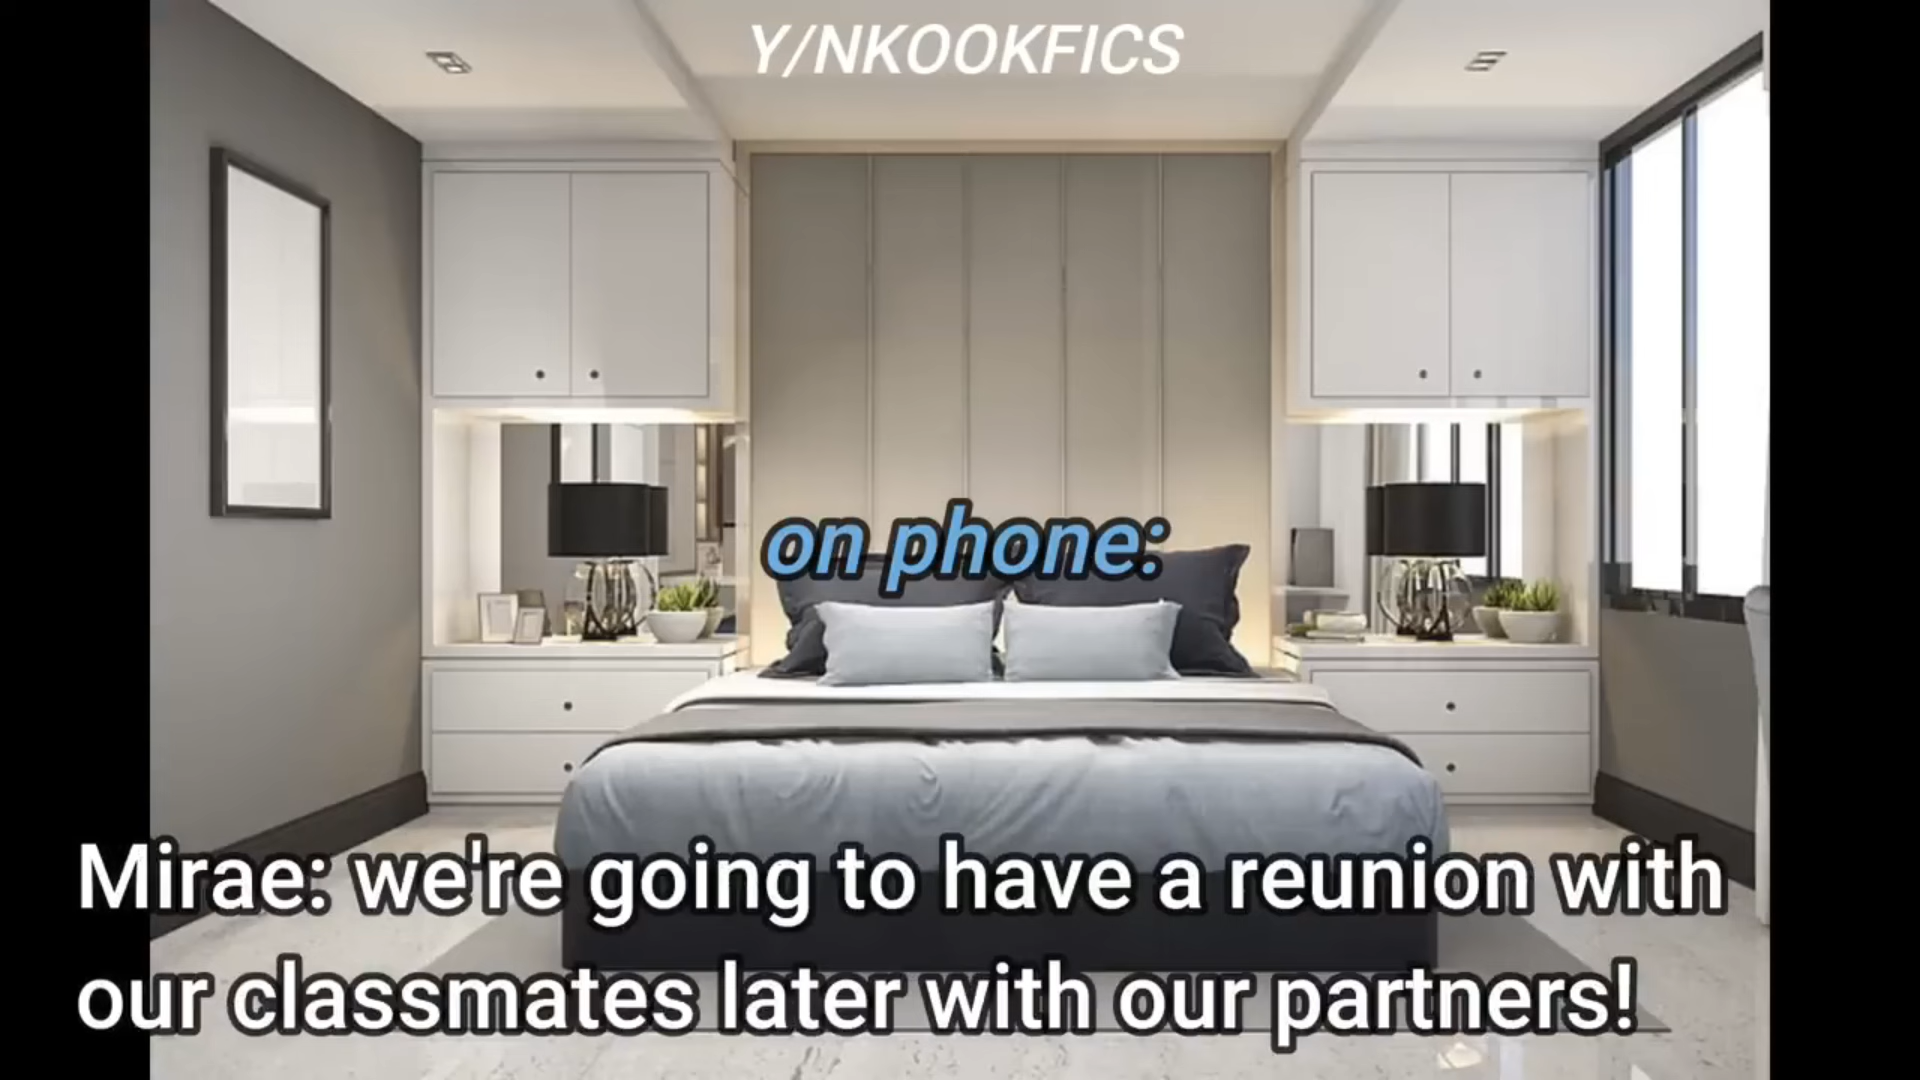 Y/NKOOKFICS
on phone:
Mirae: we're going to have a reunion with
our classmates later with our partners!